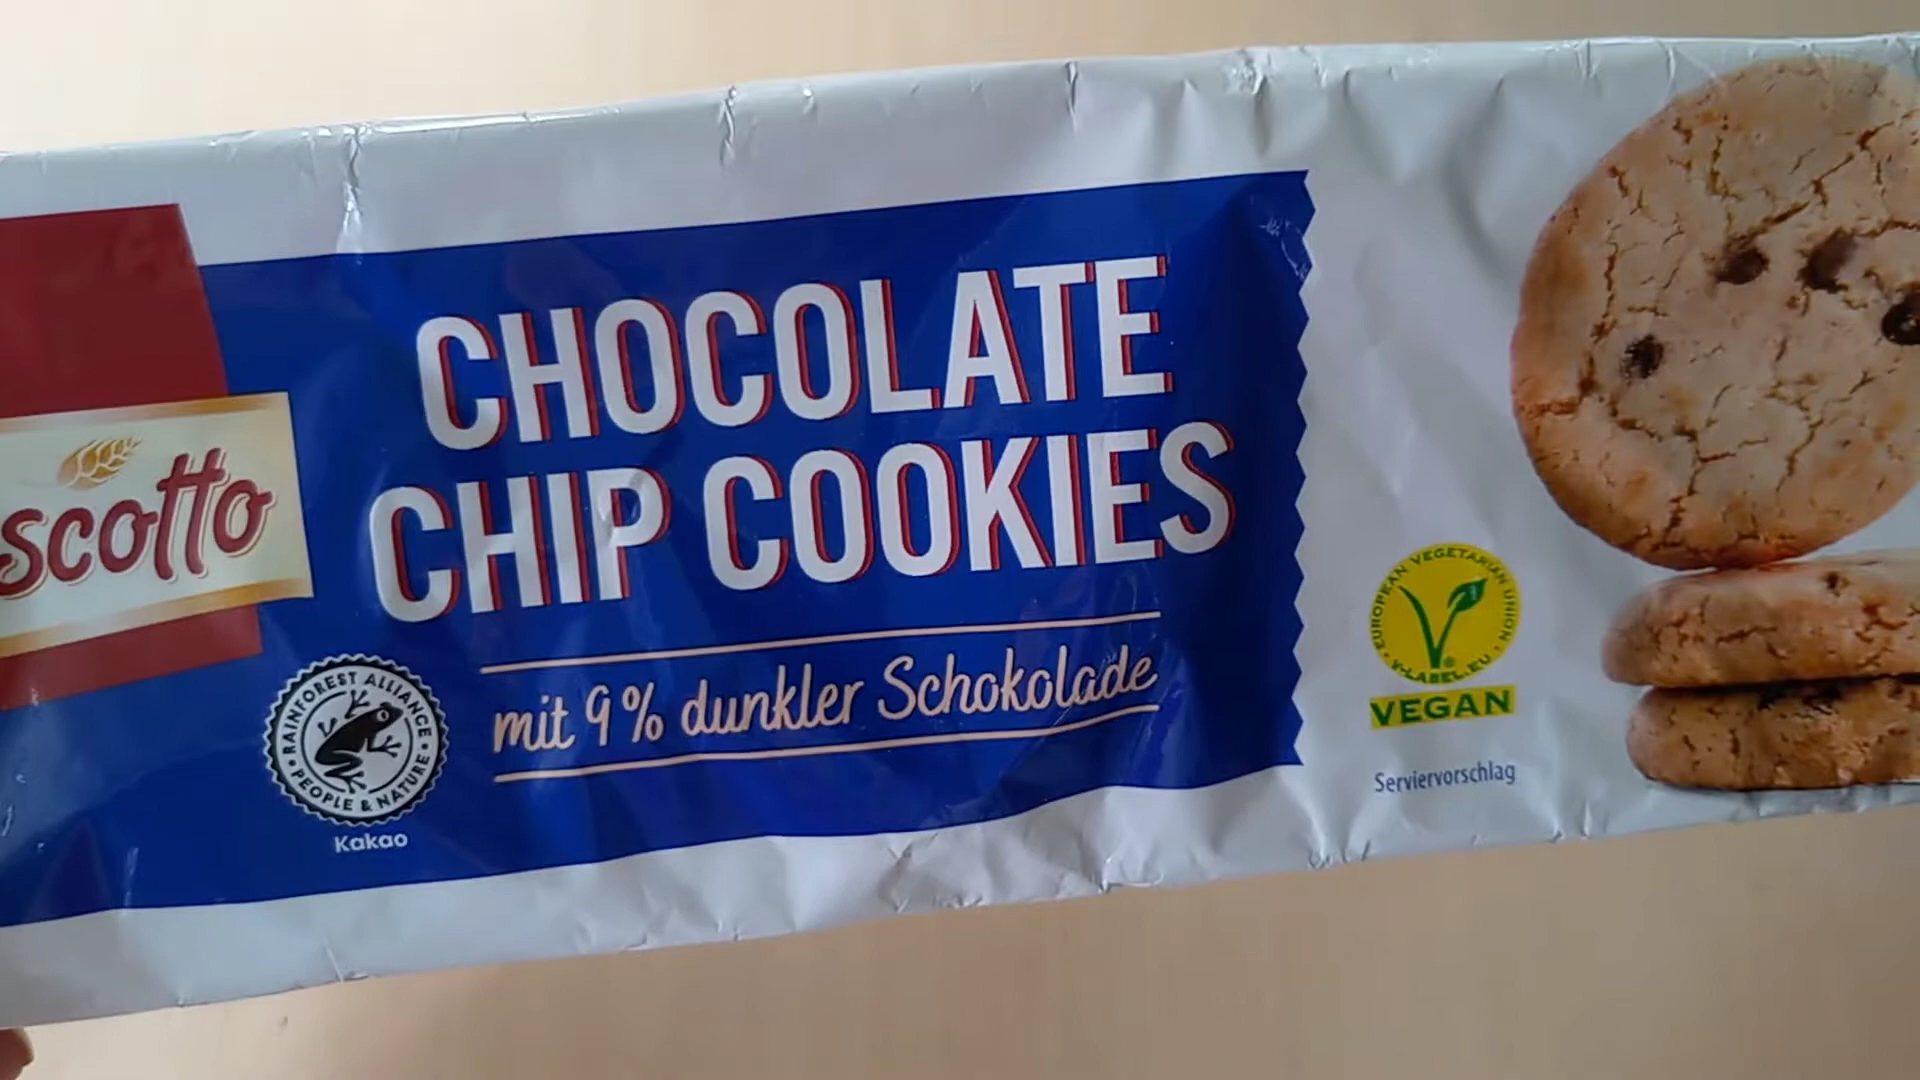 scotto
CHOCOLATE
CHIP COOKIES
mit 9% dunkler Schokolade
RAINFOREST ALLIANCE
PEOPLE & NATURE
Kakao
EUROPEAN VEGETARIAN UNION
V-LABEL.EU
VEGAN
Serviervorschlag